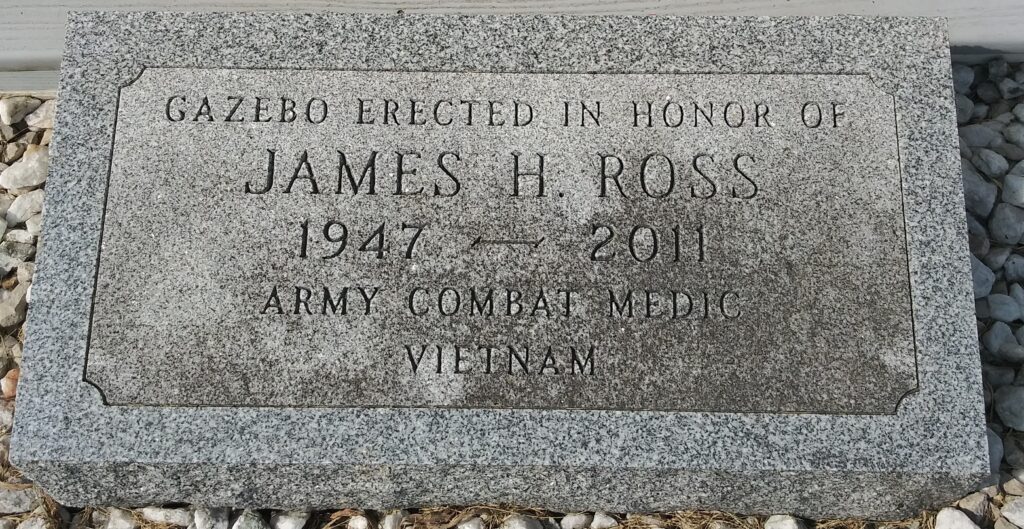 GAZEBO ERECTED IN HONOR OF
JAMES H. ROSS
1947 — 2011
ARMY COMBAT MEDIC
VIETNAM